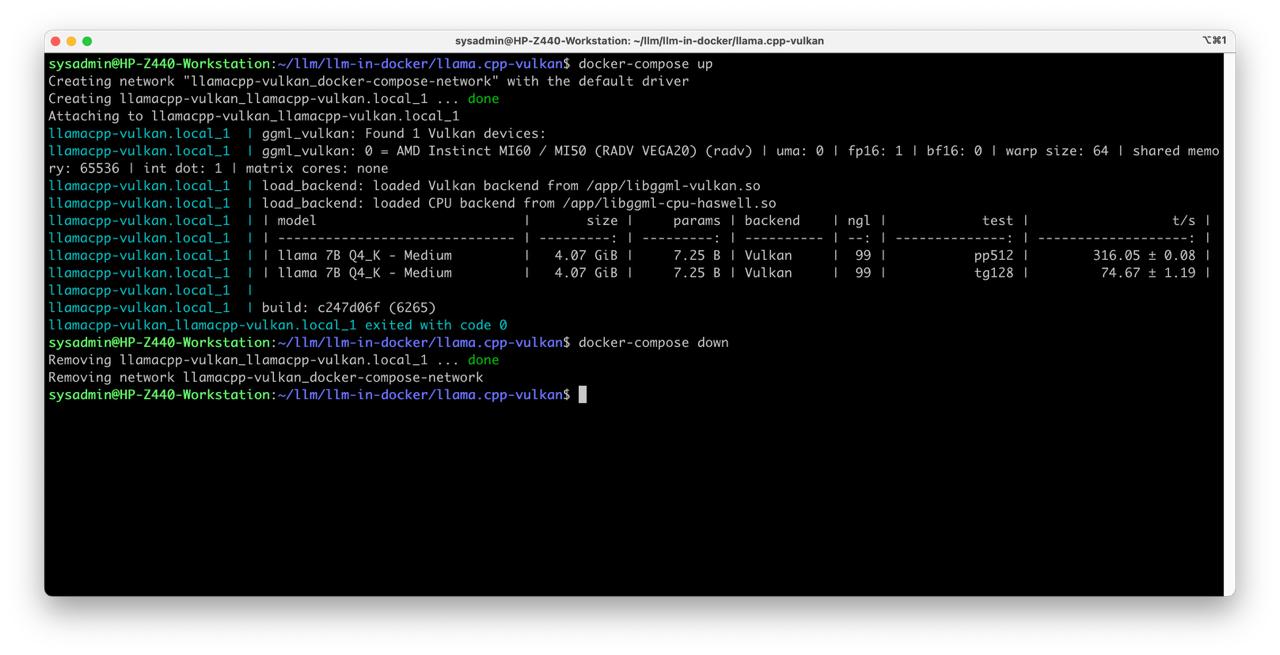 sysadmin@HP-Z440-Workstation: ~/llm/llm-in-docker/llama.cpp-vulkan
⌥⌘1
sysadmin@HP-Z440-Workstation:~/llm/llm-in-docker/llama.cpp-vulkan$ docker-compose up
Creating network "llamacpp-vulkan_docker-compose-network" with the default driver
Creating llamacpp-vulkan_llamacpp-vulkan.local_1 ... done
Attaching to llamacpp-vulkan_llamacpp-vulkan.local_1
llamacpp-vulkan.local_1  | ggml_vulkan: Found 1 Vulkan devices:
llamacpp-vulkan.local_1  | ggml_vulkan: 0 = AMD Instinct MI60 / MI50 (RADV VEGA20) (radv) | uma: 0 | fp16: 1 | bf16: 0 | warp size: 64 | shared memo
ry: 65536 | int dot: 1 | matrix cores: none
llamacpp-vulkan.local_1  | load_backend: loaded Vulkan backend from /app/libggml-vulkan.so
llamacpp-vulkan.local_1  | load_backend: loaded CPU backend from /app/libggml-cpu-haswell.so
llamacpp-vulkan.local_1  | | model                          |       size |     params | backend    | ngl |            test |                  t/s |
llamacpp-vulkan.local_1  | | ------------------------------ | ---------: | ---------: | ---------- | --: | --------------: | -------------------: |
llamacpp-vulkan.local_1  | | llama 7B Q4_K - Medium         |   4.07 GiB |     7.25 B | Vulkan     |  99 |           pp512 |        316.05 ± 0.08 |
llamacpp-vulkan.local_1  | | llama 7B Q4_K - Medium         |   4.07 GiB |     7.25 B | Vulkan     |  99 |           tg128 |         74.67 ± 1.19 |
llamacpp-vulkan.local_1  |
llamacpp-vulkan.local_1  | build: c247d06f (6265)
llamacpp-vulkan_llamacpp-vulkan.local_1 exited with code 0
sysadmin@HP-Z440-Workstation:~/llm/llm-in-docker/llama.cpp-vulkan$ docker-compose down
Removing llamacpp-vulkan_llamacpp-vulkan.local_1 ... done
Removing network llamacpp-vulkan_docker-compose-network
sysadmin@HP-Z440-Workstation:~/llm/llm-in-docker/llama.cpp-vulkan$